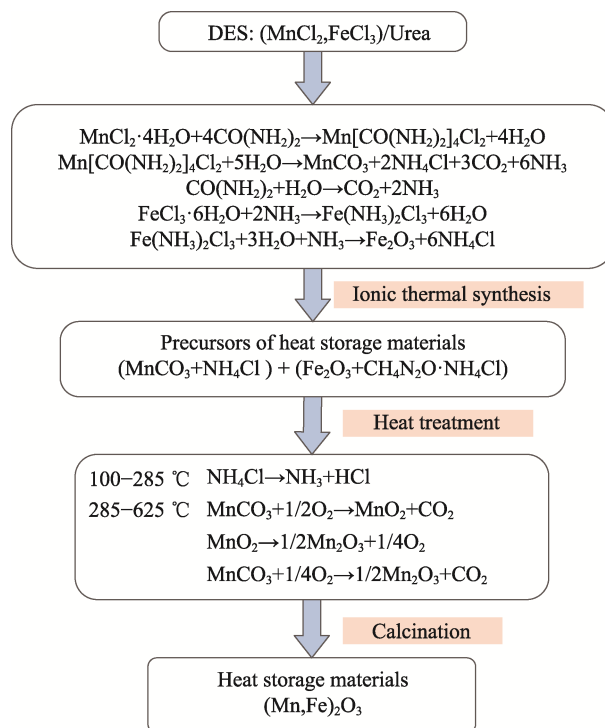 DES: (MnCl₂,FeCl₃)/Urea
MnCl₂·4H₂O+4CO(NH₂)₂→Mn[CO(NH₂)₂]₄Cl₂+4H₂O
Mn[CO(NH₂)₂]₄Cl₂+5H₂O→MnCO₃+2NH₄Cl+3CO₂+6NH₃
CO(NH₂)₂+H₂O→CO₂+2NH₃
FeCl₃·6H₂O+2NH₃→Fe(NH₃)₂Cl₃+6H₂O
Fe(NH₃)₂Cl₃+3H₂O+NH₃→Fe₂O₃+6NH₄Cl
Ionic thermal synthesis
Precursors of heat storage materials
(MnCO₃+NH₄Cl ) + (Fe₂O₃+CH₄N₂O·NH₄Cl)
Heat treatment
100−285 ℃ NH₄Cl→NH₃+HCl
285−625 ℃ MnCO₃+1/2O₂→MnO₂+CO₂
MnO₂→1/2Mn₂O₃+1/4O₂
MnCO₃+1/4O₂→1/2Mn₂O₃+CO₂
Calcination
Heat storage materials
(Mn,Fe)₂O₃